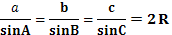 a/sinA = b/sinB = c/sinC = 2R